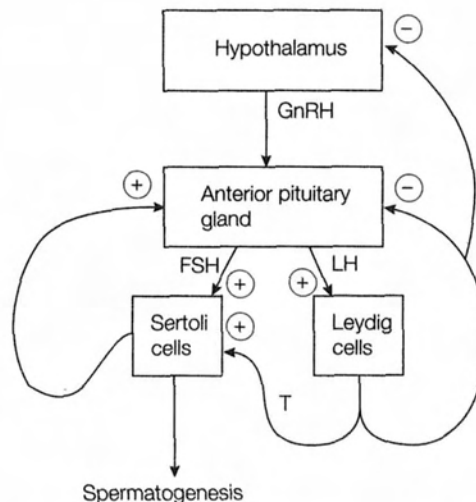 Hypothalamus
−
GnRH
+
Anterior pituitary
gland
−
FSH
LH
+
+
Sertoli
cells
+
Leydig
cells
T
Spermatogenesis